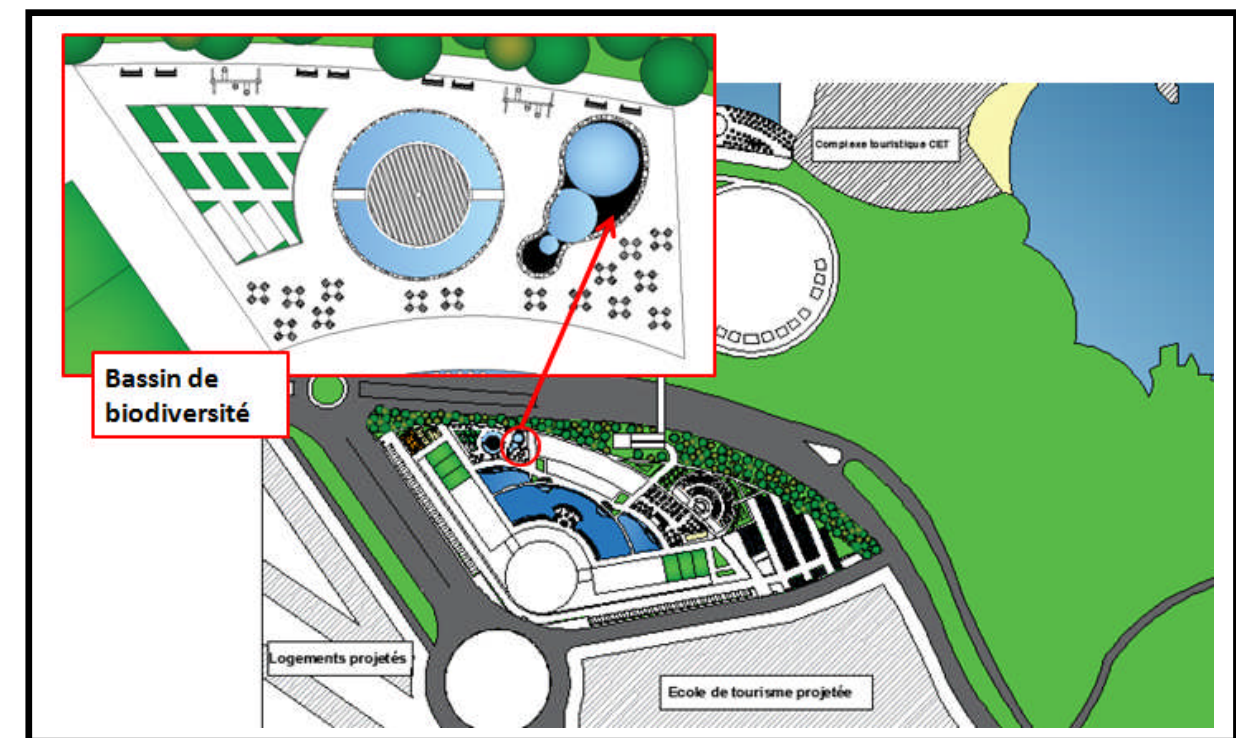 Complexe touristique CET
Bassin de
biodiversité
Logements projetés
Ecole de tourisme projetée